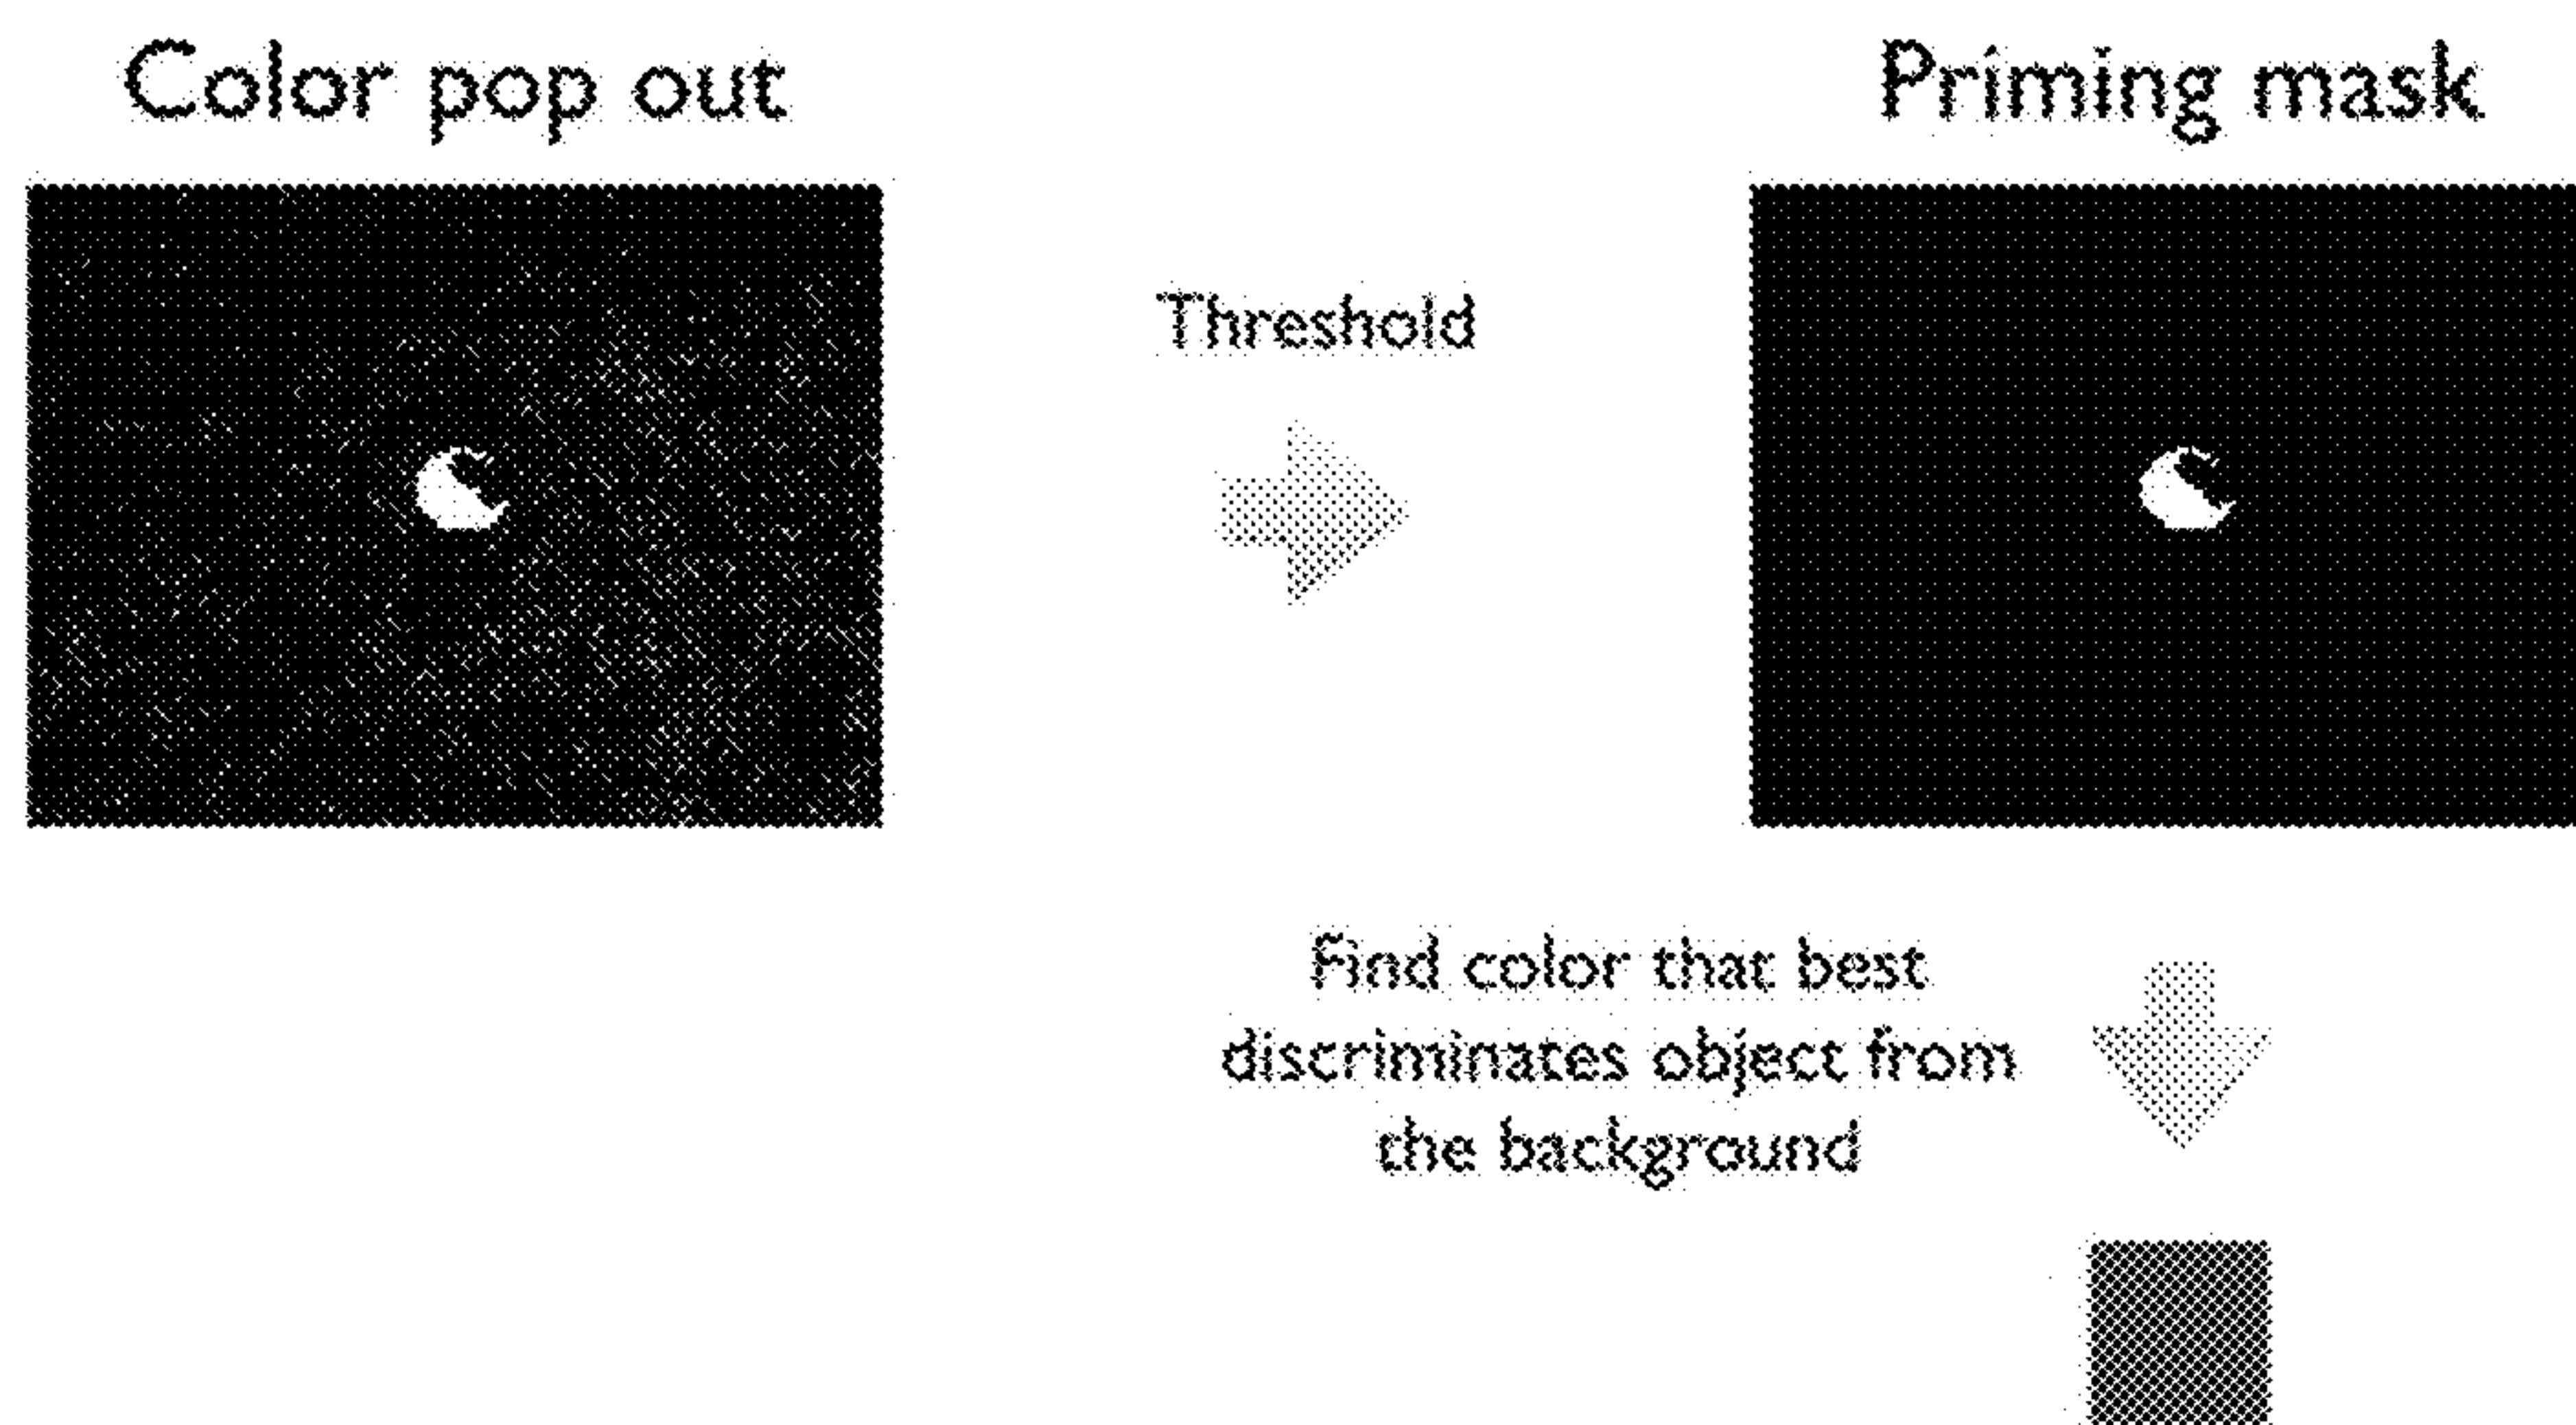 Color pop out
Priming mask
Threshold
Find color that best
discriminates object from
the background